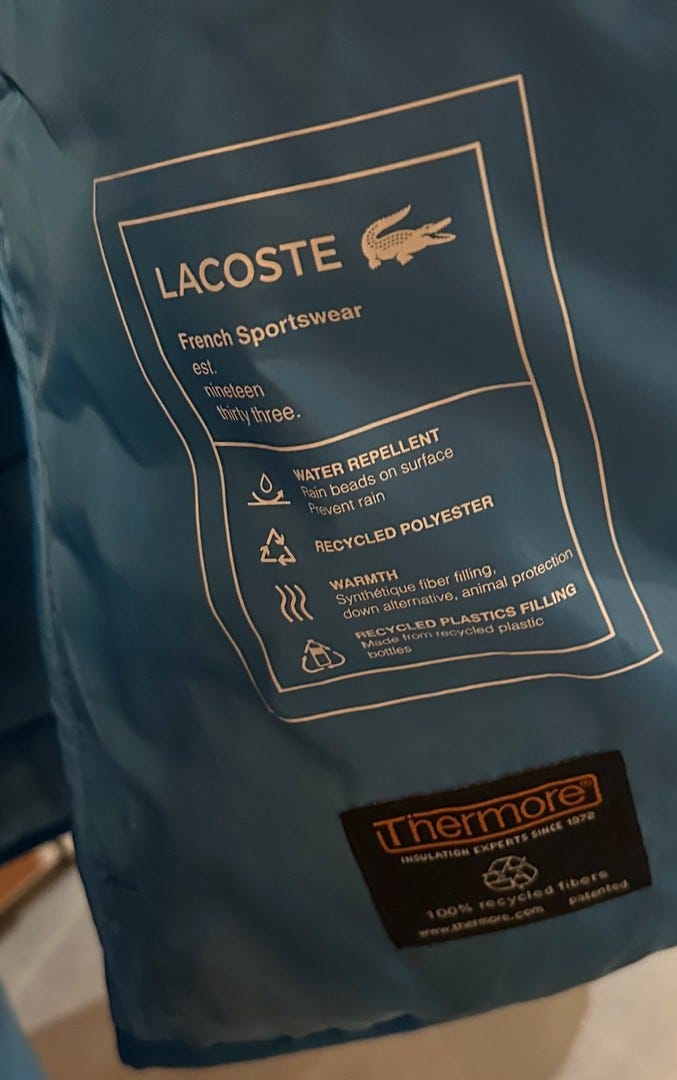 LACOSTE
French Sportswear
est.
nineteen
thirty three.
WATER REPELLENT
Rain beads on surface
Prevent rain
RECYCLED POLYESTER
WARMTH
Synthétique fiber filling,
down alternative, animal protection
RECYCLED PLASTICS FILLING
Made from recycled plastic
bottles
Thermore®
INSULATION EXPERTS SINCE 1972
100% recycled fibers
www.thermore.com patented